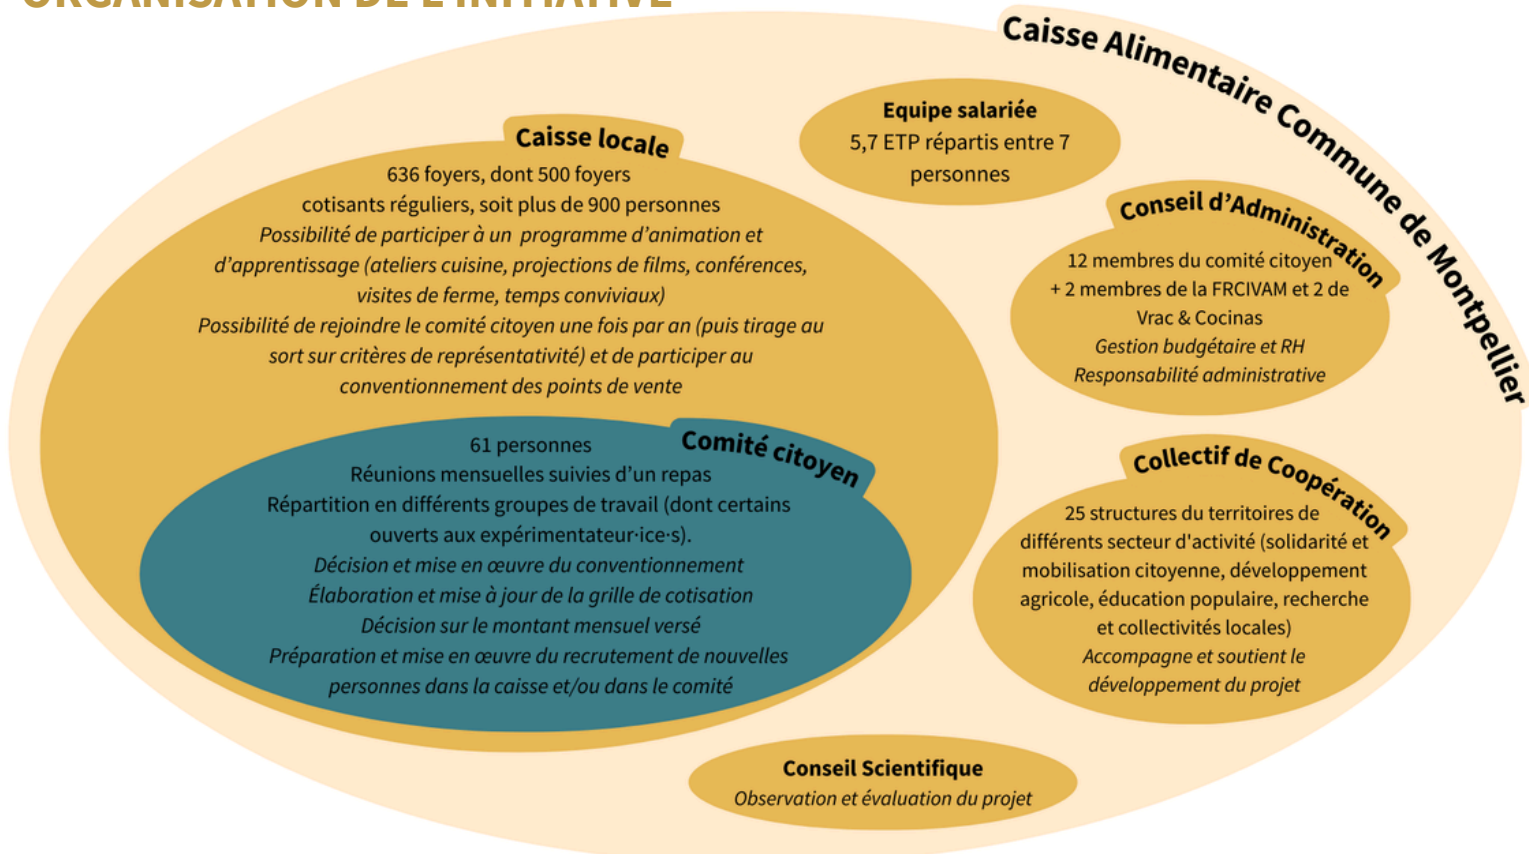 ORGANISATION DE L'INITIATIVE
Caisse Alimentaire Commune de Montpellier
Equipe salariée
5,7 ETP répartis entre 7
personnes
Caisse locale
636 foyers, dont 500 foyers
cotisants réguliers, soit plus de 900 personnes
Possibilité de participer à un programme d'animation et
d'apprentissage (ateliers cuisine, projections de films, conférences,
visites de ferme, temps conviviaux)
Possibilité de rejoindre le comité citoyen une fois par an (puis tirage au
sort sur critères de représentativité) et de participer au
conventionnement des points de vente
Conseil d'Administration
12 membres du comité citoyen
+ 2 membres de la FRCIVAM et 2 de
Vrac & Cocinas
Gestion budgétaire et RH
Responsabilité administrative
Comité citoyen
61 personnes
Réunions mensuelles suivies d'un repas
Répartition en différents groupes de travail (dont certains
ouverts aux expérimentateur·ice·s).
Décision et mise en œuvre du conventionnement
Élaboration et mise à jour de la grille de cotisation
Décision sur le montant mensuel versé
Préparation et mise en œuvre du recrutement de nouvelles
personnes dans la caisse et/ou dans le comité
Collectif de Coopération
25 structures du territoires de
différents secteur d'activité (solidarité et
mobilisation citoyenne, développement
agricole, éducation populaire, recherche
et collectivités locales)
Accompagne et soutient le
développement du projet
Conseil Scientifique
Observation et évaluation du projet